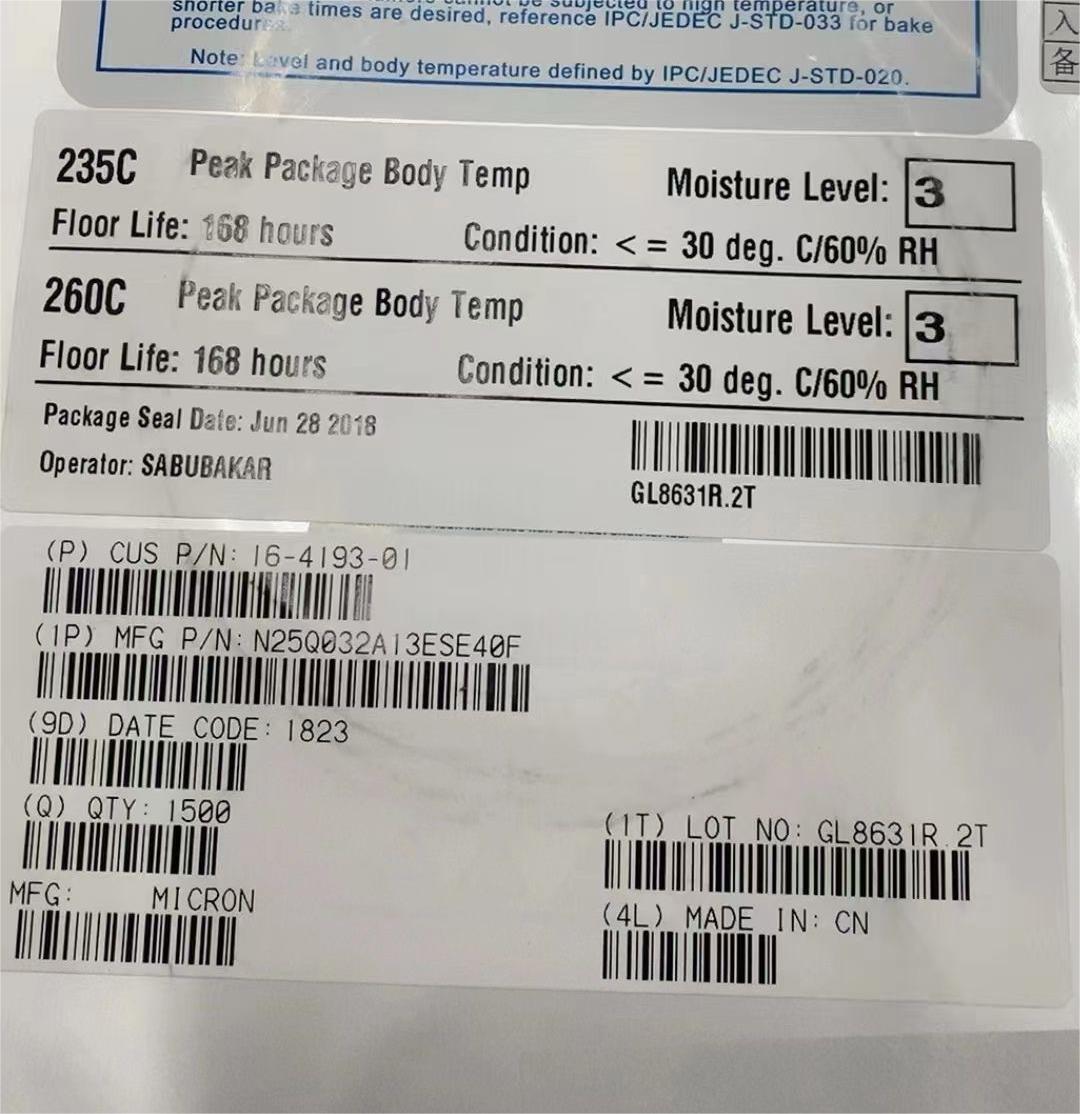 shorter bake times are desired, reference IPC/JEDEC J-STD-033 for bake
procedures.
Note: Level and body temperature defined by IPC/JEDEC J-STD-020.
入
备
235C Peak Package Body Temp Moisture Level: 3
Floor Life: 168 hours Condition: < = 30 deg. C/60% RH
260C Peak Package Body Temp Moisture Level: 3
Floor Life: 168 hours Condition: < = 30 deg. C/60% RH
Package Seal Date: Jun 28 2018
Operator: SABUBAKAR
GL8631R.2T
(P) CUS P/N: 16-4193-01
(1P) MFG P/N: N25Q032A13ESE40F
(9D) DATE CODE: 1823
(Q) QTY: 1500
(1T) LOT NO: GL8631R.2T
MFG: MICRON
(4L) MADE IN: CN